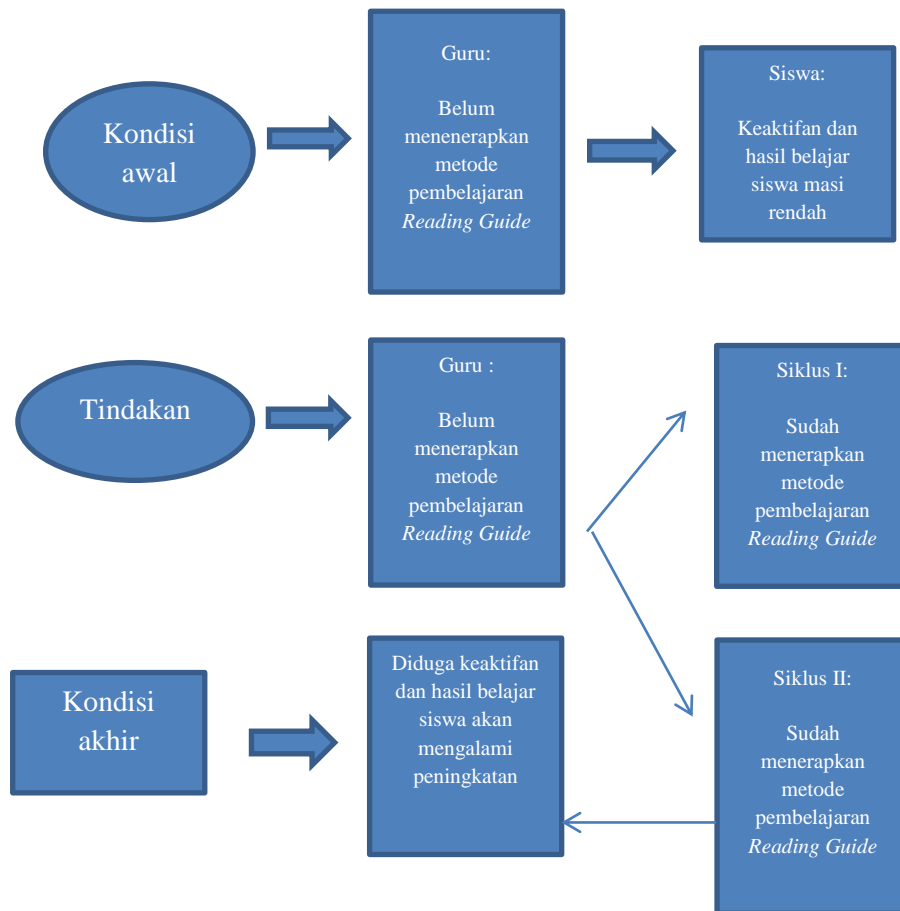 Kondisi
awal
Guru:
Belum
menenerapkan
metode
pembelajaran
Reading Guide
Siswa:
Keaktifan dan
hasil belajar
siswa masi
rendah
Tindakan
Guru :
Belum
menerapkan
metode
pembelajaran
Reading Guide
Siklus I:
Sudah
menerapkan
metode
pembelajaran
Reading Guide
Kondisi
akhir
Diduga keaktifan
dan hasil belajar
siswa akan
mengalami
peningkatan
Siklus II:
Sudah
menerapkan
metode
pembelajaran
Reading Guide